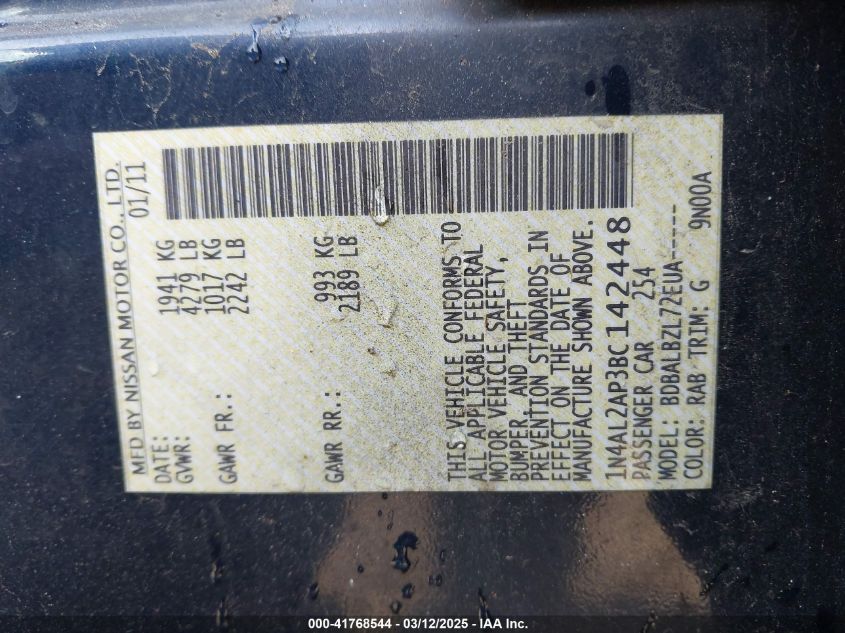 MFD BY NISSAN MOTOR CO., LTD.
DATE: 01/11
GVWR: 1941 KG
4279 LB
GAWR FR.: 1017 KG
2242 LB
GAWR RR.: 993 KG
2189 LB
THIS VEHICLE CONFORMS TO
ALL APPLICABLE FEDERAL
MOTOR VEHICLE SAFETY,
BUMPER, AND THEFT
PREVENTION STANDARDS IN
EFFECT ON THE DATE OF
MANUFACTURE SHOWN ABOVE.
1N4AL2AP3BC142448
PASSENGER CAR 254
MODEL: BDBALBZL72EUA-----
COLOR: RAB TRIM: G 9N00A
000-41768544 - 03/12/2025 - IAA Inc.